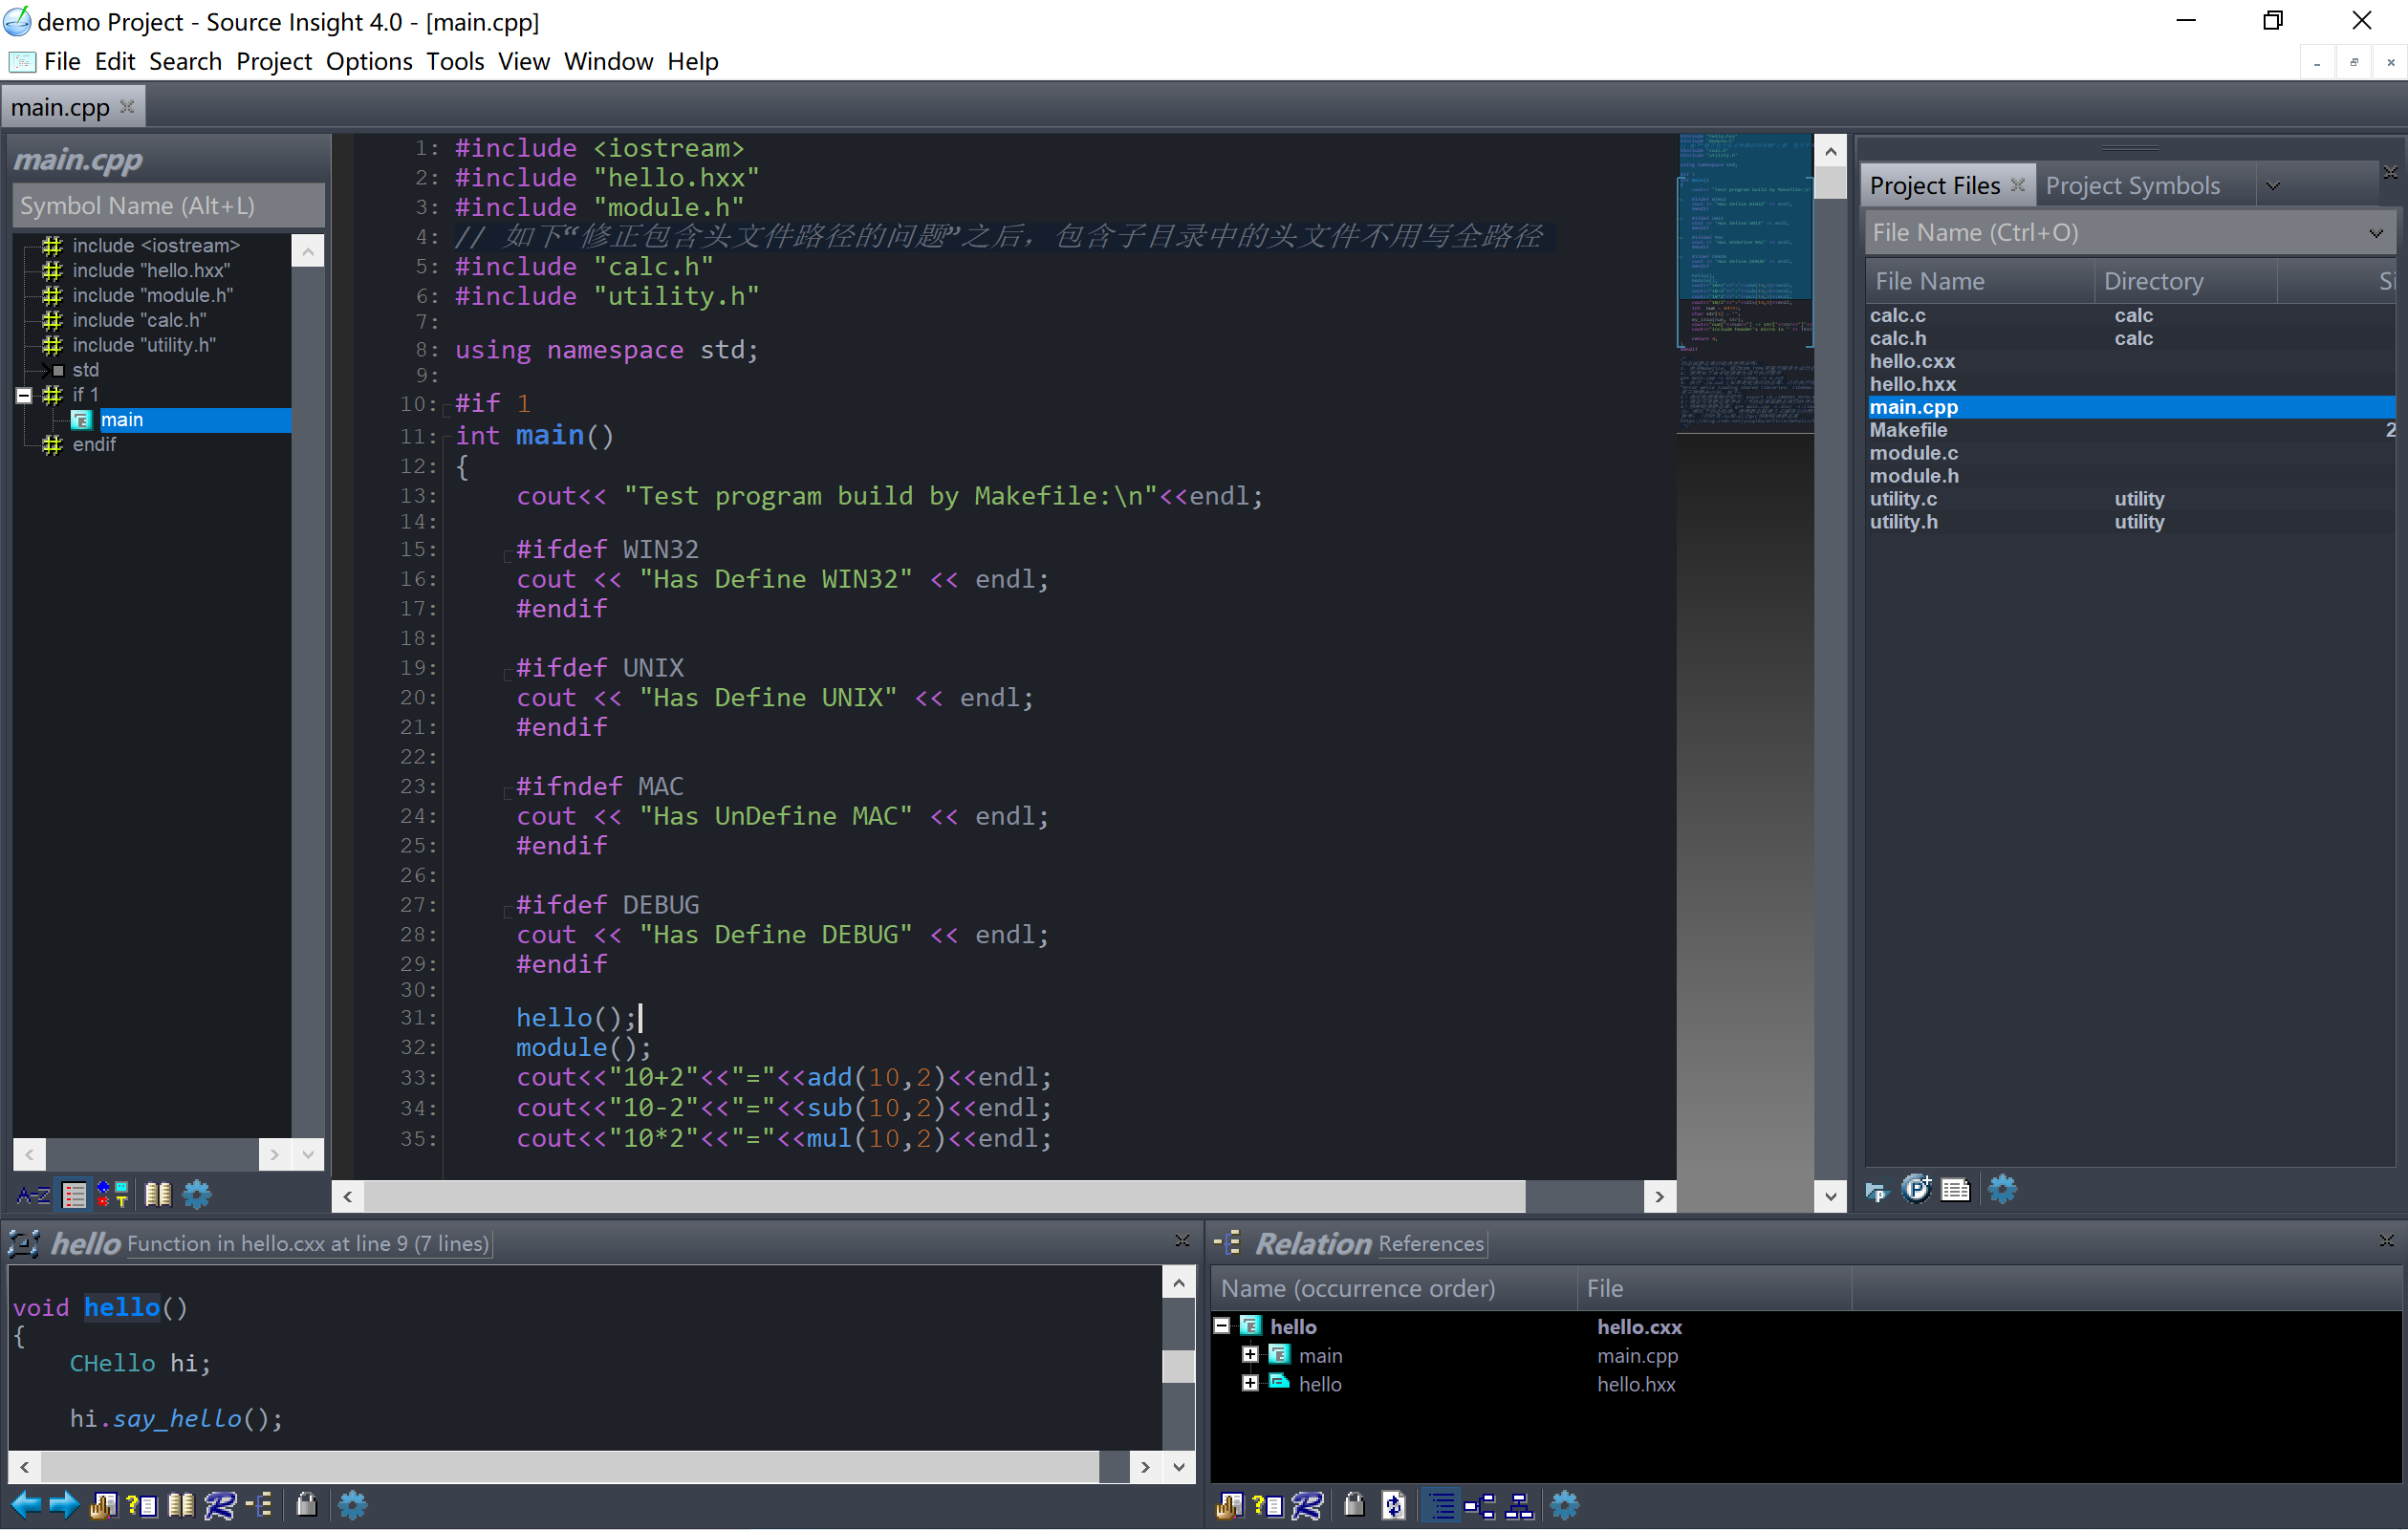 demo Project - Source Insight 4.0 - [main.cpp]
File Edit Search Project Options Tools View Window Help
main.cpp
main.cpp
Symbol Name (Alt+L)
include <iostream>
include "hello.hxx"
include "module.h"
include "calc.h"
include "utility.h"
std
if 1
main
endif
A-Z
1: #include <iostream>
2: #include "hello.hxx"
3: #include "module.h"
4: // 如下“修正包含头文件路径的问题”之后，包含子目录中的头文件不用写全路径
5: #include "calc.h"
6: #include "utility.h"
7:
8: using namespace std;
9:
10: #if 1
11: int main()
12: {
13: cout<< "Test program build by Makefile:\n"<<endl;
14:
15: #ifdef WIN32
16: cout << "Has Define WIN32" << endl;
17: #endif
18:
19: #ifdef UNIX
20: cout << "Has Define UNIX" << endl;
21: #endif
22:
23: #ifndef MAC
24: cout << "Has UnDefine MAC" << endl;
25: #endif
26:
27: #ifdef DEBUG
28: cout << "Has Define DEBUG" << endl;
29: #endif
30:
31: hello();
32: module();
33: cout<<"10+2"<<"="<<add(10,2)<<endl;
34: cout<<"10-2"<<"="<<sub(10,2)<<endl;
35: cout<<"10*2"<<"="<<mul(10,2)<<endl;
Project Files Project Symbols
File Name (Ctrl+O)
File Name Directory Si
calc.c calc
calc.h calc
hello.cxx
hello.hxx
main.cpp
Makefile 2
module.c
module.h
utility.c utility
utility.h utility
hello Function in hello.cxx at line 9 (7 lines)
void hello()
{
CHello hi;
hi.say_hello();
Relation References
Name (occurrence order) File
hello hello.cxx
main main.cpp
hello hello.hxx